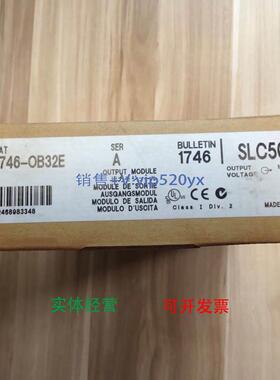 CAT
1746-OB32E
SER
A
OUTPUT MODULE
MODULE DE SORTIE
AUSGANGSMODUL
MODULO DE SALIDA
MODULO D'USCITA
BULLETIN
1746
Class I Div. 2
SLC50
OUTPUT
VOLTAGE
MADE
2468983348
实体经营
可开发票